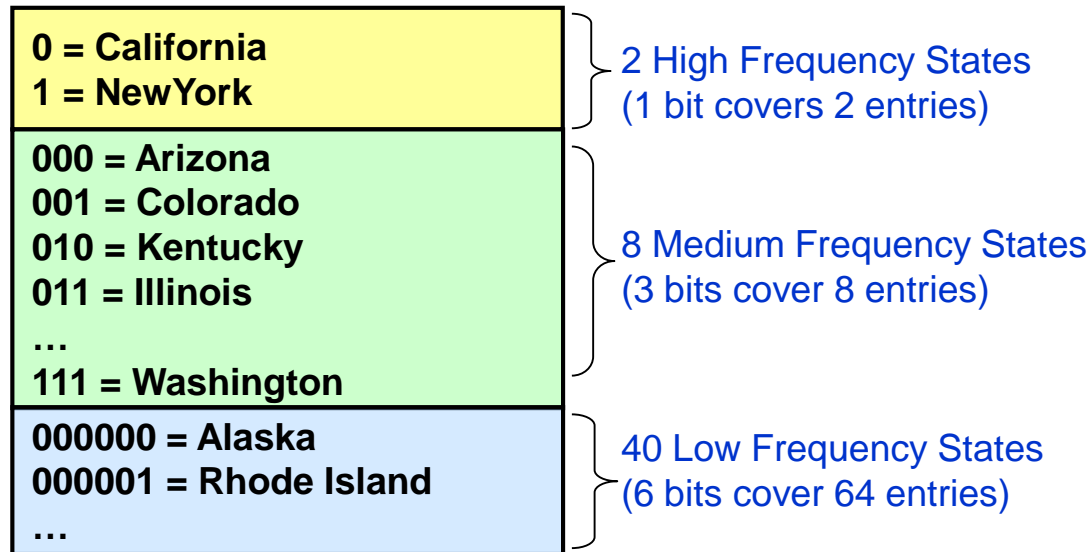 0 = California
1 = NewYork
2 High Frequency States
(1 bit covers 2 entries)
000 = Arizona
001 = Colorado
010 = Kentucky
011 = Illinois
…
111 = Washington
8 Medium Frequency States
(3 bits cover 8 entries)
000000 = Alaska
000001 = Rhode Island
…
40 Low Frequency States
(6 bits cover 64 entries)